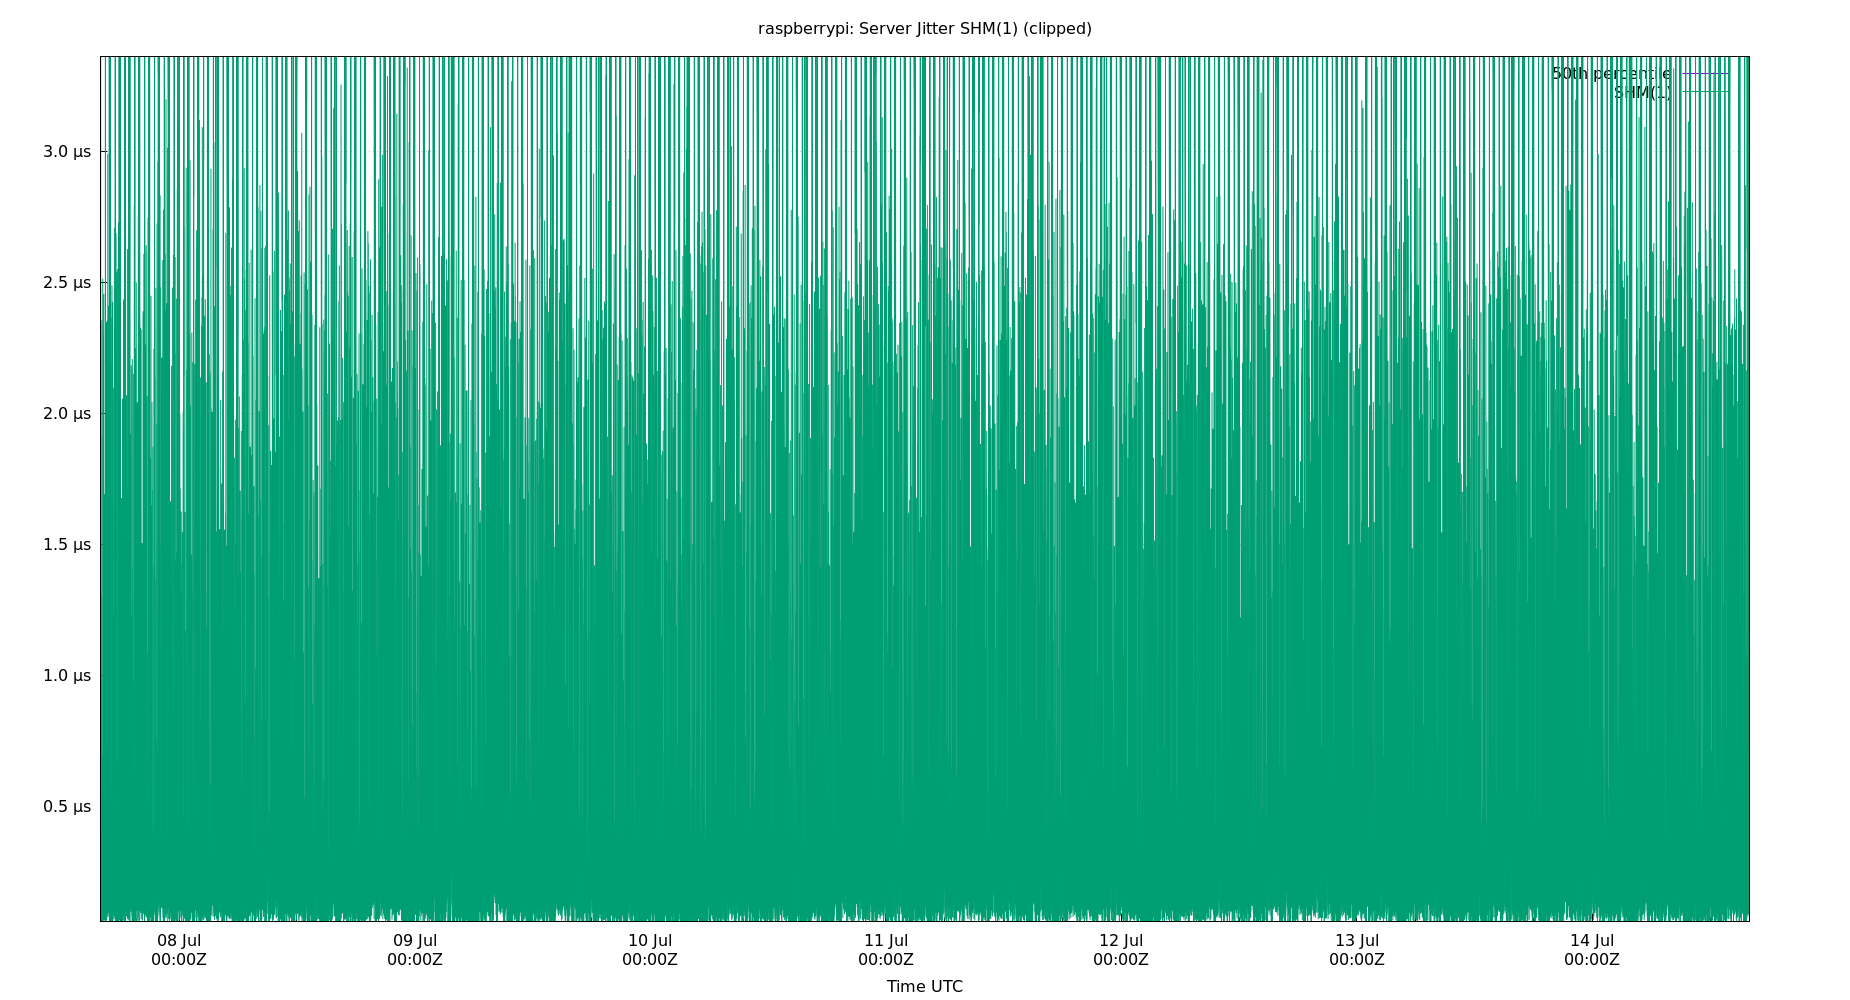 raspberrypi: Server Jitter SHM(1) (clipped)
50th percentile
SHM(1)
3.0 µs
2.5 µs
2.0 µs
1.5 µs
1.0 µs
0.5 µs
08 Jul 09 Jul 10 Jul 11 Jul 12 Jul 13 Jul 14 Jul
00:00Z 00:00Z 00:00Z 00:00Z 00:00Z 00:00Z 00:00Z
Time UTC